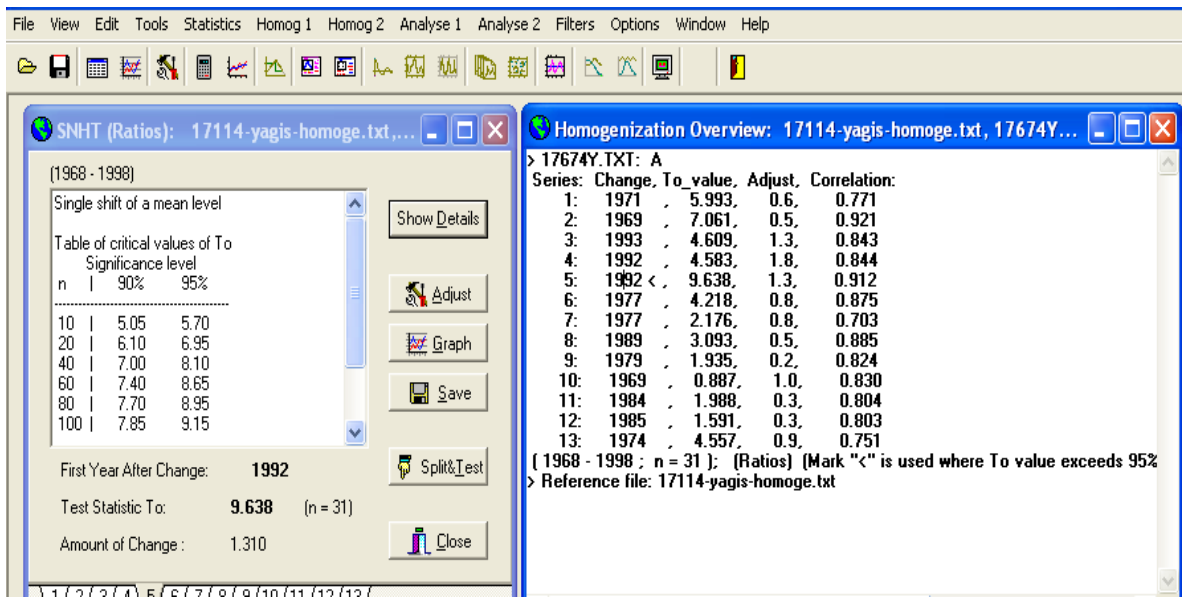 File View Edit Tools Statistics Homog 1 Homog 2 Analyse 1 Analyse 2 Filters Options Window Help
SNHT (Ratios): 17114-yagis-homoge.txt,...
(1968 - 1998)
Single shift of a mean level
Table of critical values of To
Significance level
n | 90% 95%
--------------------------------------------
10 | 5.05 5.70
20 | 6.10 6.95
40 | 7.00 8.10
60 | 7.40 8.65
80 | 7.70 8.95
100 | 7.85 9.15
First Year After Change: 1992
Test Statistic To: 9.638 (n = 31)
Amount of Change : 1.310
Show Details
Adjust
Graph
Save
Split&Test
Close
1 2 3 4 5 6 7 8 9 10 11 12 13
Homogenization Overview: 17114-yagis-homoge.txt, 17674Y...
> 17674Y.TXT: A
Series: Change, To_value, Adjust, Correlation:
1: 1971 , 5.993, 0.6, 0.771
2: 1969 , 7.061, 0.5, 0.921
3: 1993 , 4.609, 1.3, 0.843
4: 1992 , 4.583, 1.8, 0.844
5: 1992 < , 9.638, 1.3, 0.912
6: 1977 , 4.218, 0.8, 0.875
7: 1977 , 2.176, 0.8, 0.703
8: 1989 , 3.093, 0.5, 0.885
9: 1979 , 1.935, 0.2, 0.824
10: 1969 , 0.887, 1.0, 0.830
11: 1984 , 1.988, 0.3, 0.804
12: 1985 , 1.591, 0.3, 0.803
13: 1974 , 4.557, 0.9, 0.751
( 1968 - 1998 ; n = 31 ); (Ratios) (Mark "<" is used where To value exceeds 95%
> Reference file: 17114-yagis-homoge.txt